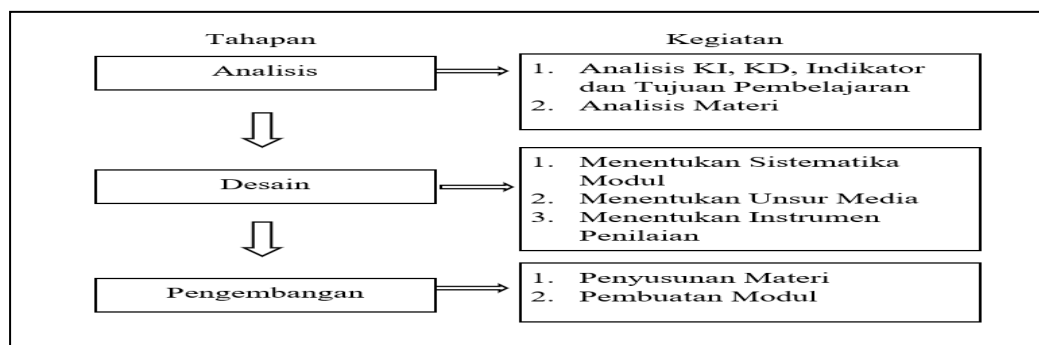 Tahapan
Kegiatan
Analisis
1. Analisis KI, KD, Indikator
dan Tujuan Pembelajaran
2. Analisis Materi
Desain
1. Menentukan Sistematika
Modul
2. Menentukan Unsur Media
3. Menentukan Instrumen
Penilaian
Pengembangan
1. Penyusunan Materi
2. Pembuatan Modul